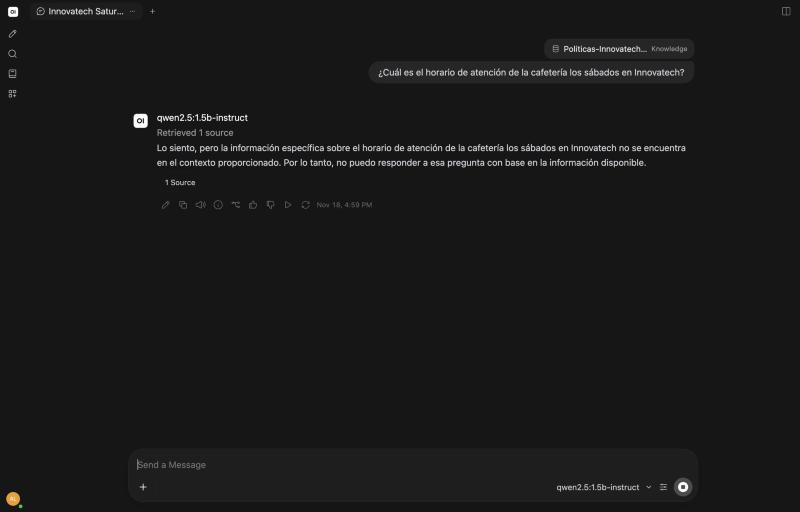 OI
Innovatech Satur... ...
Políticas-Innovatech... Knowledge
¿Cuál es el horario de atención de la cafetería los sábados en Innovatech?
OI
qwen2.5:1.5b-instruct
Retrieved 1 source
Lo siento, pero la información específica sobre el horario de atención de la cafetería los sábados en Innovatech no se encuentra
en el contexto proporcionado. Por lo tanto, no puedo responder a esa pregunta con base en la información disponible.
1 Source
Nov 18, 4:59 PM
Send a Message
qwen2.5:1.5b-instruct
AL